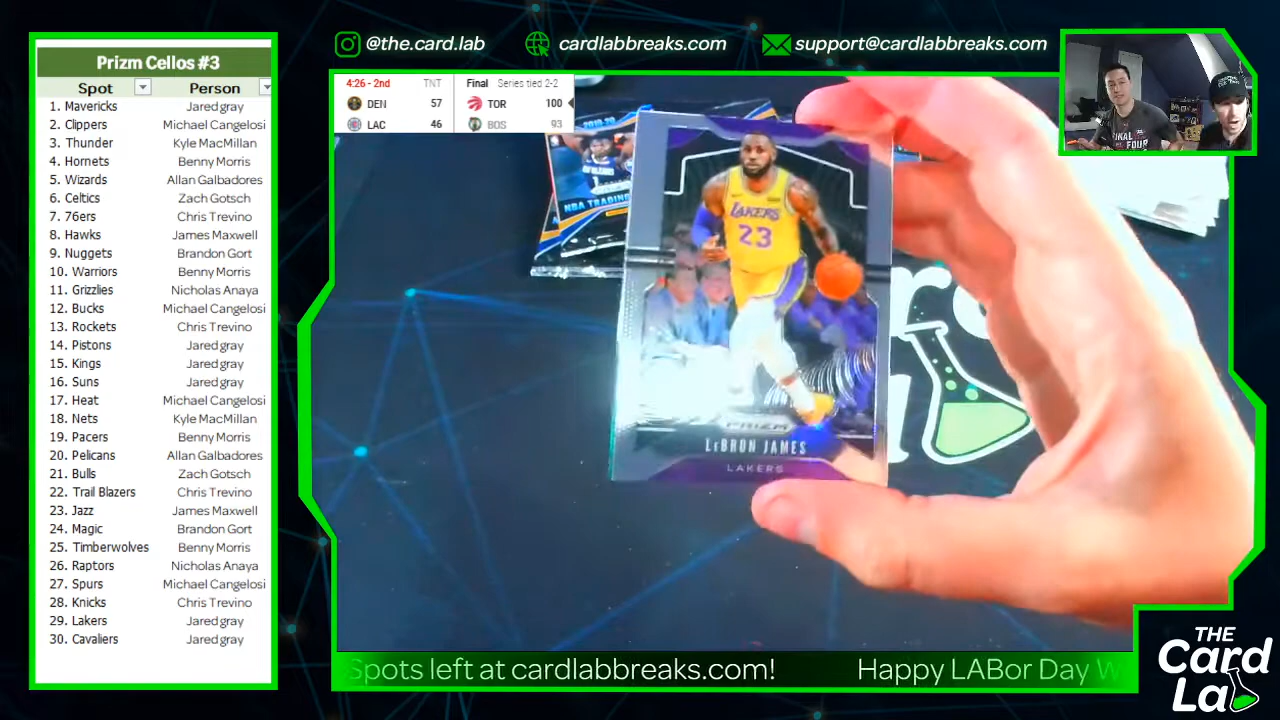 @the.card.lab
cardlabbreaks.com
support@cardlabbreaks.com
Prizm Cellos #3
Spot Person
1. Mavericks Jared gray
2. Clippers Michael Cangelosi
3. Thunder Kyle MacMillan
4. Hornets Benny Morris
5. Wizards Allan Galbadores
6. Celtics Zach Gotsch
7. 76ers Chris Trevino
8. Hawks James Maxwell
9. Nuggets Brandon Gort
10. Warriors Benny Morris
11. Grizzlies Nicholas Anaya
12. Bucks Michael Cangelosi
13. Rockets Chris Trevino
14. Pistons Jared gray
15. Kings Jared gray
16. Suns Jared gray
17. Heat Michael Cangelosi
18. Nets Kyle MacMillan
19. Pacers Benny Morris
20. Pelicans Allan Galbadores
21. Bulls Zach Gotsch
22. Trail Blazers Chris Trevino
23. Jazz James Maxwell
24. Magic Brandon Gort
25. Timberwolves Benny Morris
26. Raptors Nicholas Anaya
27. Spurs Michael Cangelosi
28. Knicks Chris Trevino
29. Lakers Jared gray
30. Cavaliers Jared gray
4:26 - 2nd TNT
DEN 57
LAC 46
Final Series tied 2-2
TOR 100
BOS 93
2019-20
NBA TRADING
LAKERS
23
PRIZM
LeBRON JAMES
LAKERS
FINAL
FOUR
Spots left at cardlabbreaks.com!
Happy LABor Day W
THE
Card
La